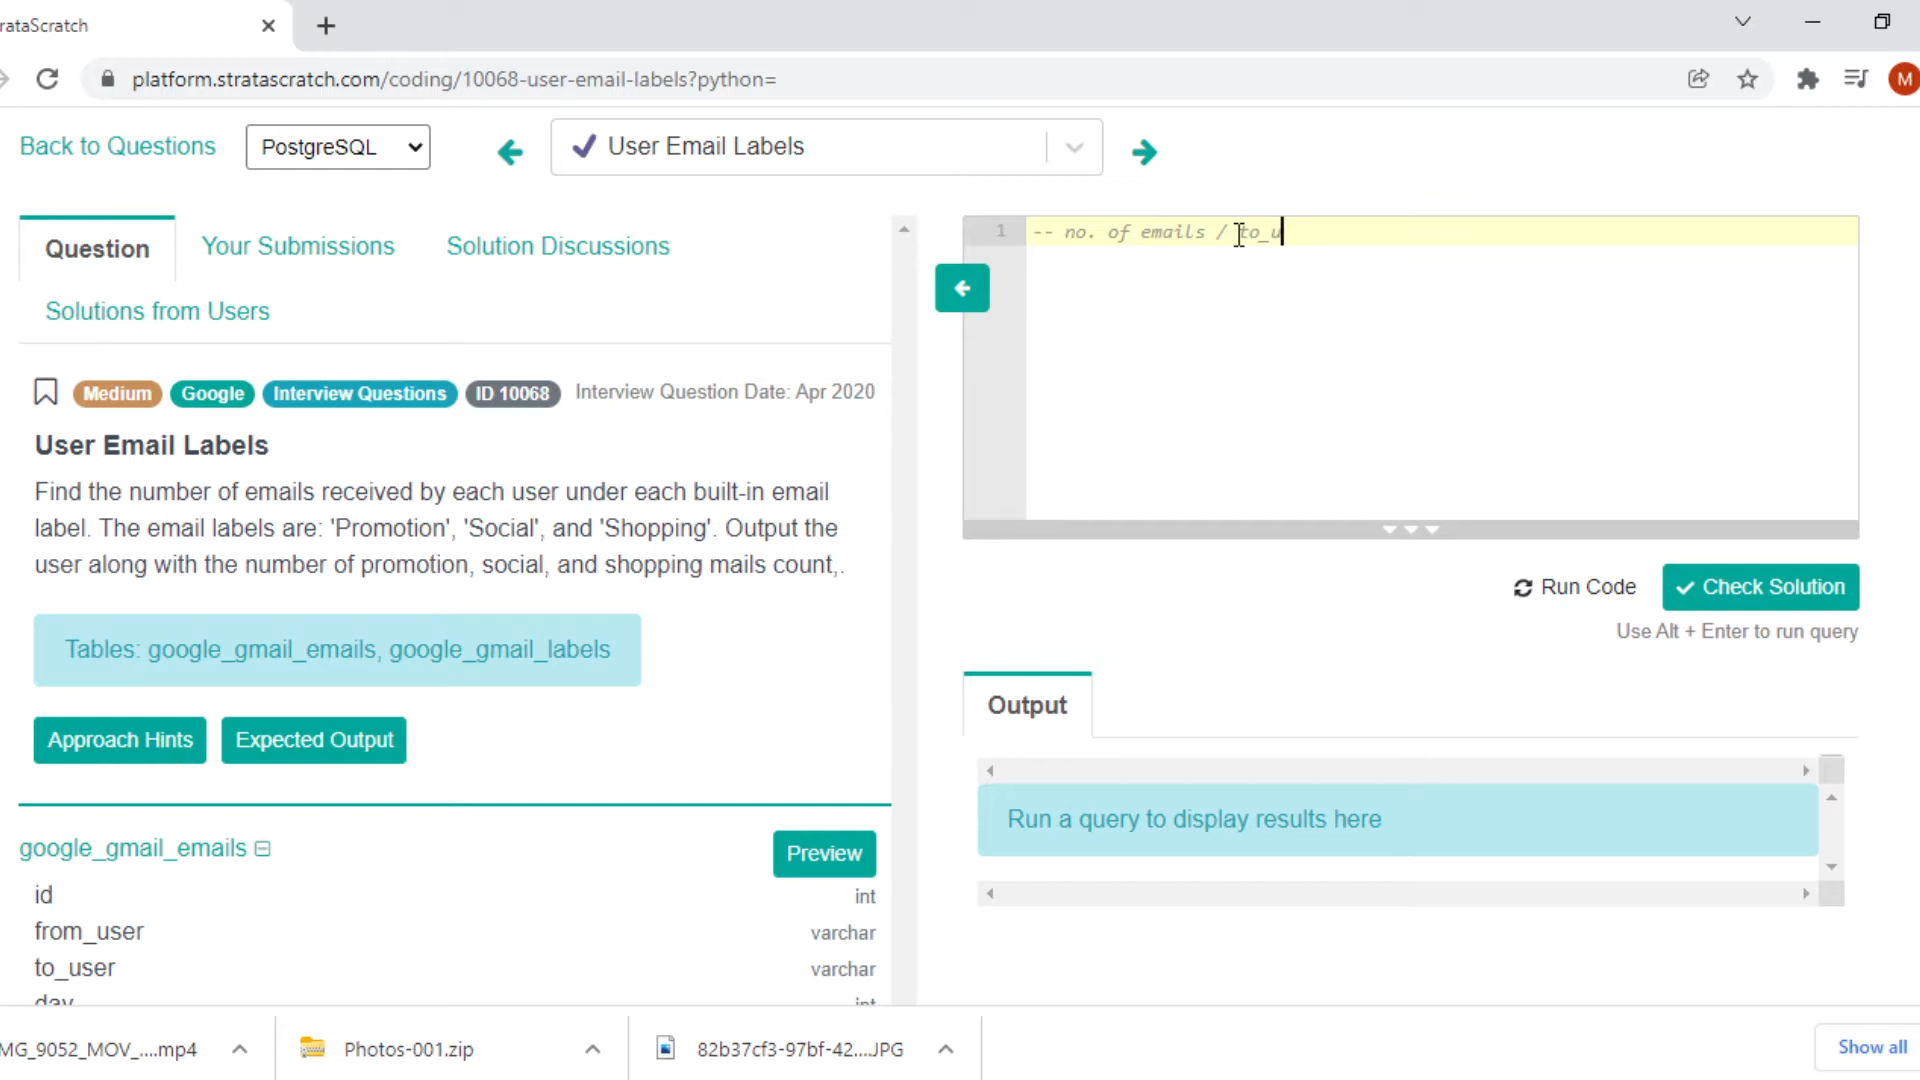 rataScratch
platform.stratascratch.com/coding/10068-user-email-labels?python=
M
Back to Questions
PostgreSQL
User Email Labels
Question
Your Submissions
Solution Discussions
Solutions from Users
Medium
Google
Interview Questions
ID 10068
Interview Question Date: Apr 2020
User Email Labels
Find the number of emails received by each user under each built-in email
label. The email labels are: 'Promotion', 'Social', and 'Shopping'. Output the
user along with the number of promotion, social, and shopping mails count,.
Tables: google_gmail_emails, google_gmail_labels
Approach Hints
Expected Output
google_gmail_emails
Preview
id int
from_user varchar
to_user varchar
day int
1 -- no. of emails / to_u
Run Code
Check Solution
Use Alt + Enter to run query
Output
Run a query to display results here
MG_9052_MOV_....mp4
Photos-001.zip
82b37cf3-97bf-42....JPG
Show all